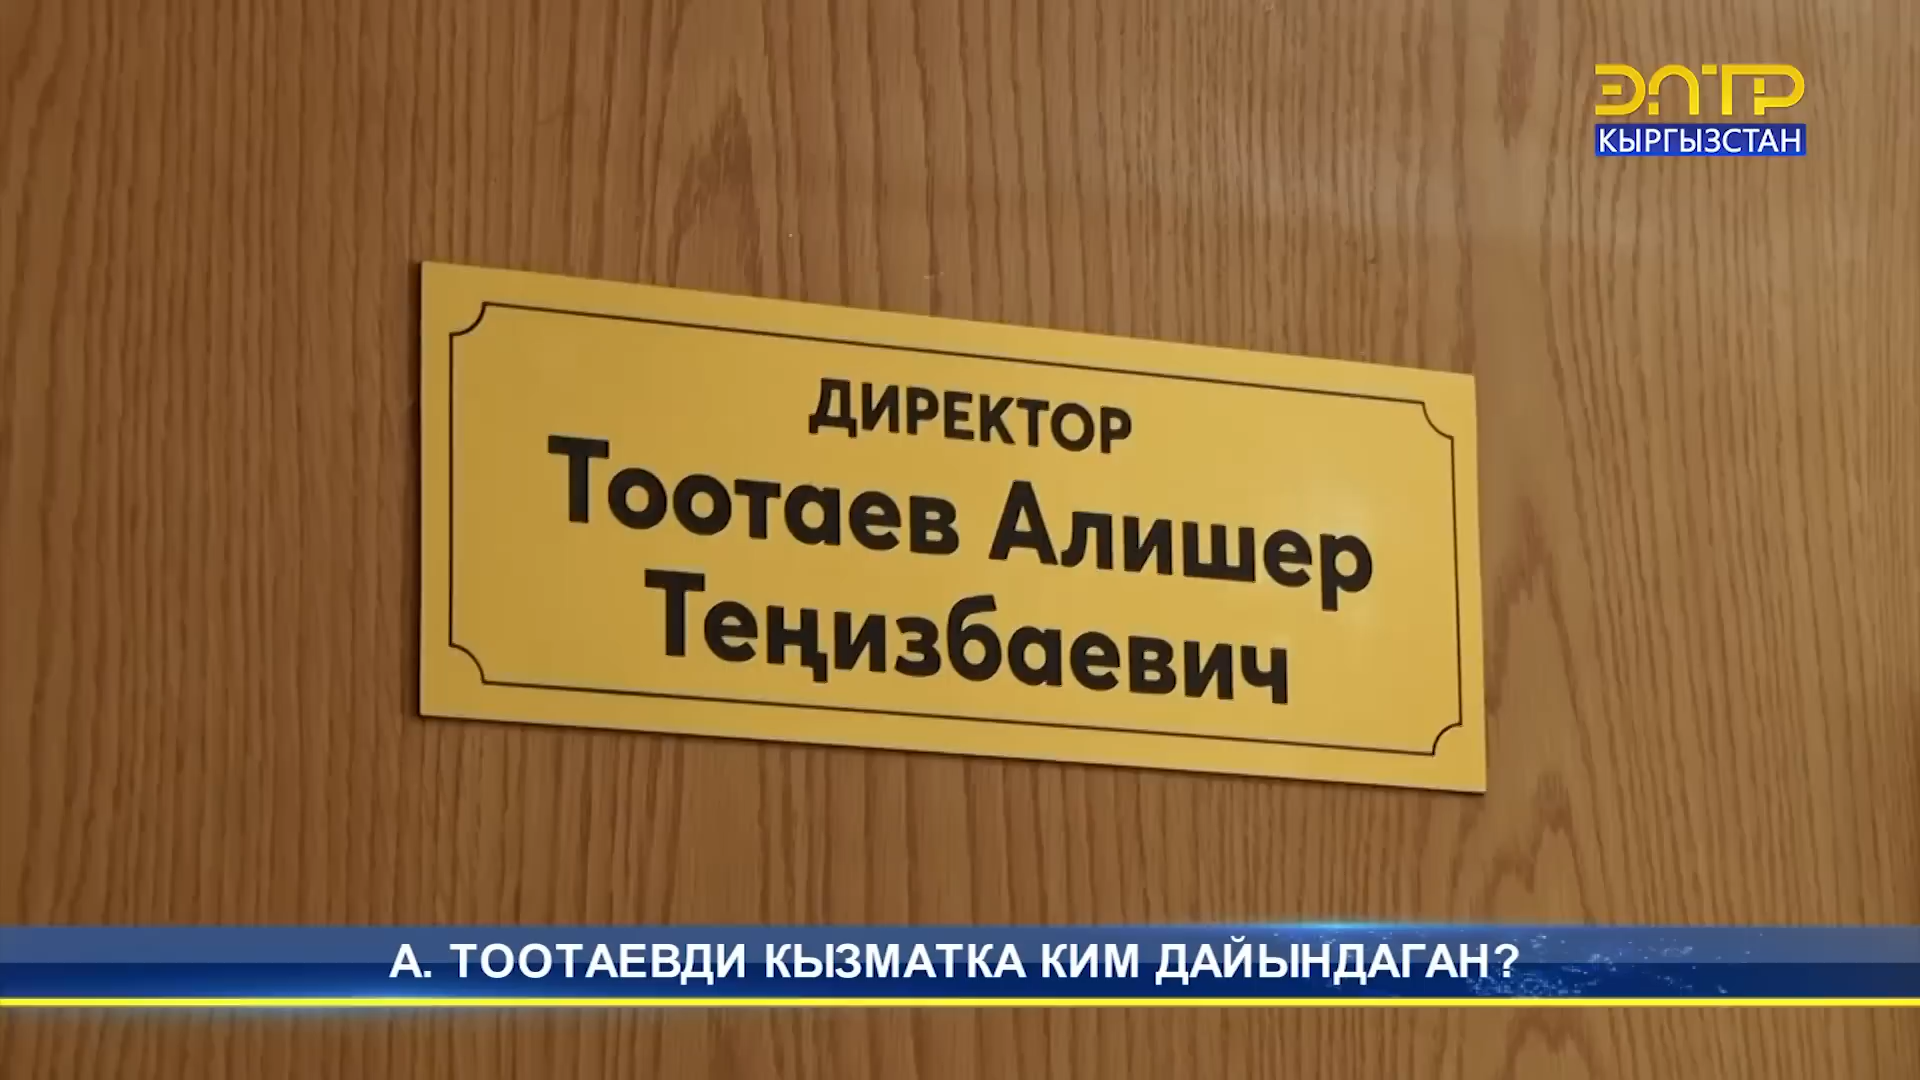 ЭЛТР
КЫРГЫЗСТАН
ДИРЕКТОР
Тоотаев Алишер
Теңизбаевич
А. ТООТАЕВДИ КЫЗМАТКА КИМ ДАЙЫНДАГАН?